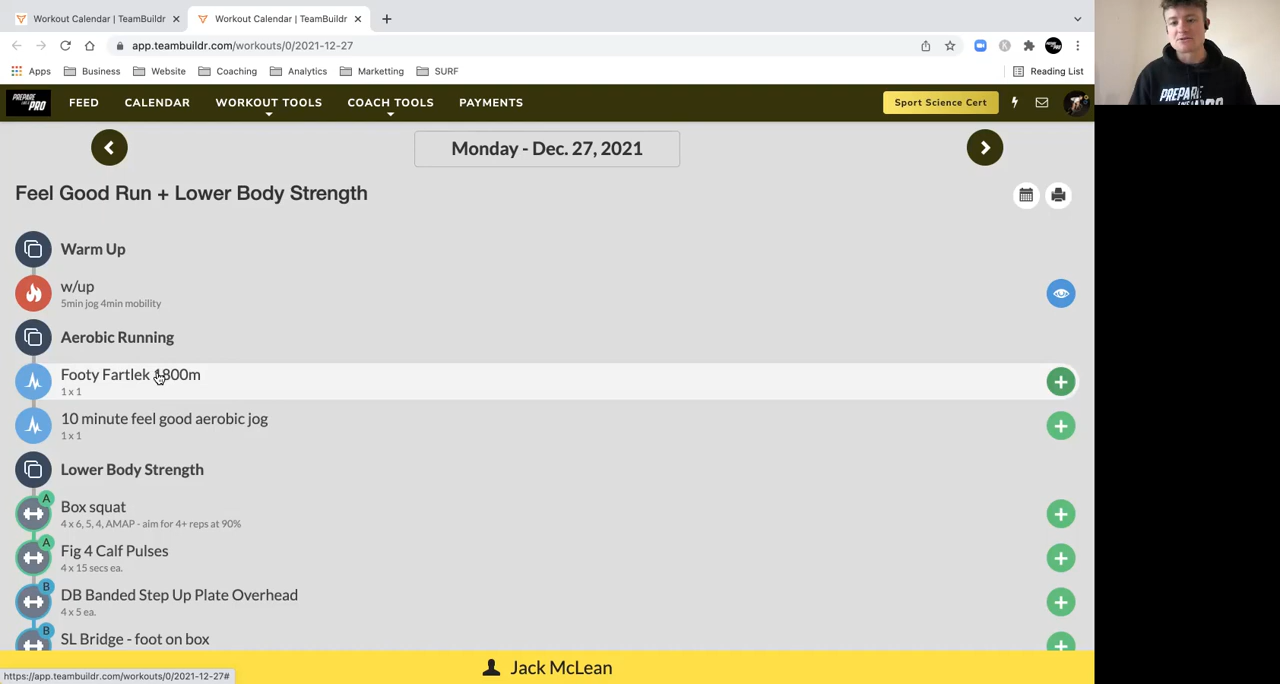 Workout Calendar | TeamBuildr
Workout Calendar | TeamBuildr
app.teambuildr.com/workouts/0/2021-12-27
Apps Business Website Coaching Analytics Marketting SURF Reading List
PREPARE LIKE A PRO FEED CALENDAR WORKOUT TOOLS COACH TOOLS PAYMENTS Sport Science Cert
Monday - Dec. 27, 2021
Feel Good Run + Lower Body Strength
Warm Up
w/up
5min jog 4min mobility
Aerobic Running
Footy Fartlek 1800m
1 x 1
10 minute feel good aerobic jog
1 x 1
Lower Body Strength
A
Box squat
4 x 6, 5, 4, AMAP - aim for 4+ reps at 90%
A
Fig 4 Calf Pulses
4 x 15 secs ea.
B
DB Banded Step Up Plate Overhead
4 x 5 ea.
B
SL Bridge - foot on box
Jack McLean
https://app.teambuildr.com/workouts/0/2021-12-27#
PREPARE